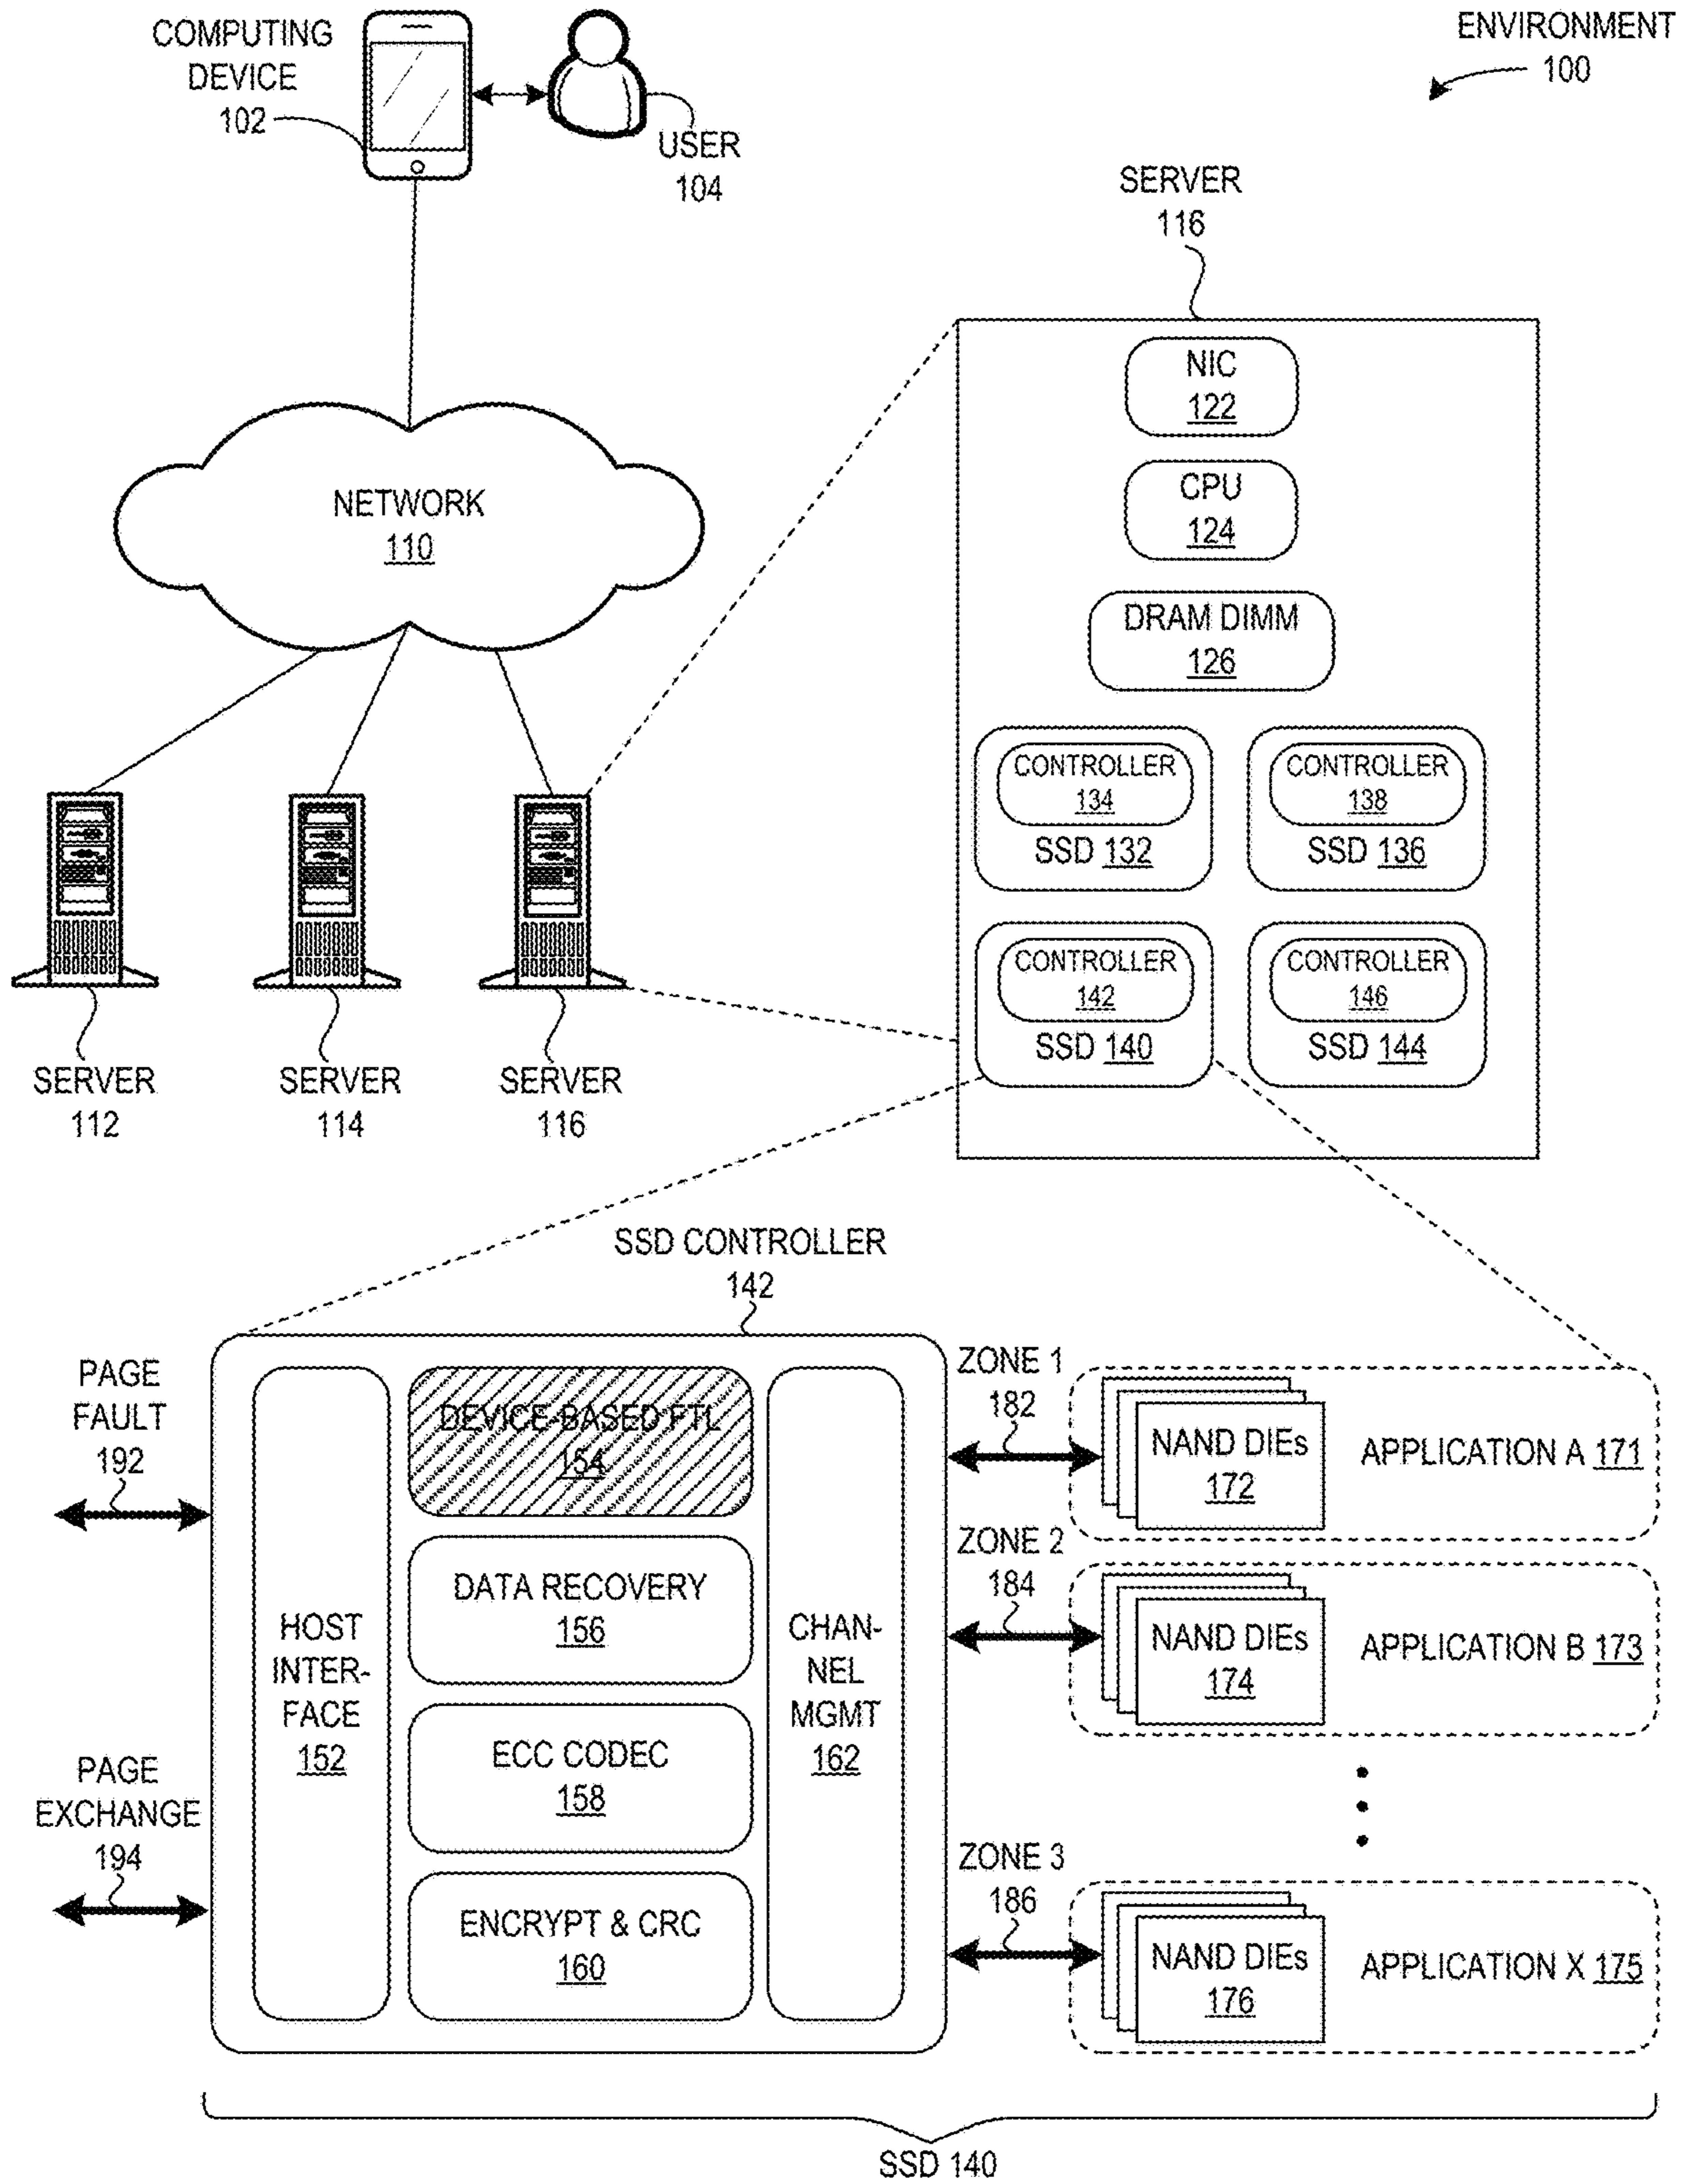 COMPUTING
DEVICE
102
USER
104
ENVIRONMENT
100
SERVER
116
NETWORK
110
NIC
122
CPU
124
DRAM DIMM
126
CONTROLLER
134
SSD 132
CONTROLLER
138
SSD 136
CONTROLLER
142
SSD 140
CONTROLLER
146
SSD 144
SERVER
112
SERVER
114
SERVER
116
SSD CONTROLLER
142
PAGE
FAULT
192
PAGE
EXCHANGE
194
HOST
INTER-
FACE
152
DEVICE-BASED FTL
154
DATA RECOVERY
156
ECC CODEC
158
ENCRYPT & CRC
160
CHAN-
NEL
MGMT
162
ZONE 1
182
NAND DIEs
172
APPLICATION A 171
ZONE 2
184
NAND DIEs
174
APPLICATION B 173
ZONE 3
186
NAND DIEs
176
APPLICATION X 175
SSD 140